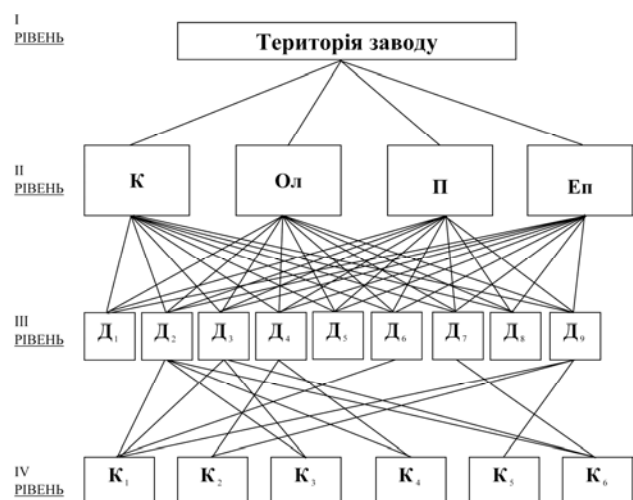 I
РІВЕНЬ
Територія заводу
II
РІВЕНЬ
К Ол П Еп
III
РІВЕНЬ
Д₁ Д₂ Д₃ Д₄ Д₅ Д₆ Д₇ Д₈ Д₉
IV
РІВЕНЬ
К₁ К₂ К₃ К₄ К₅ К₆